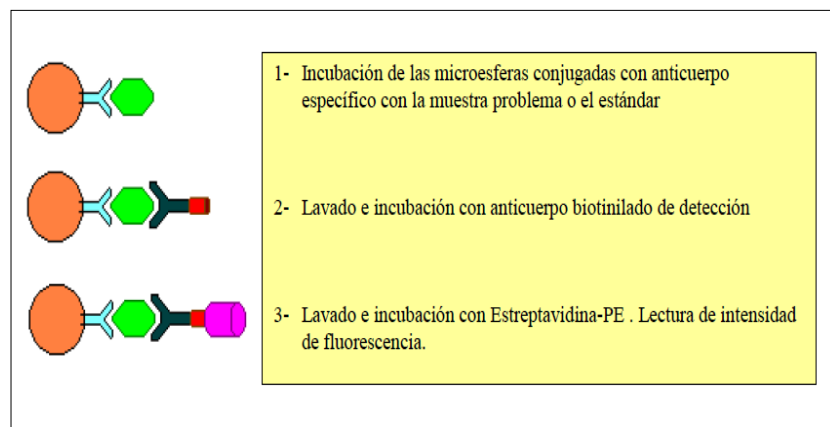 1- Incubación de las microesferas conjugadas con anticuerpo
específico con la muestra problema o el estándar
2- Lavado e incubación con anticuerpo biotinilado de detección
3- Lavado e incubación con Estreptavidina-PE . Lectura de intensidad
de fluorescencia.